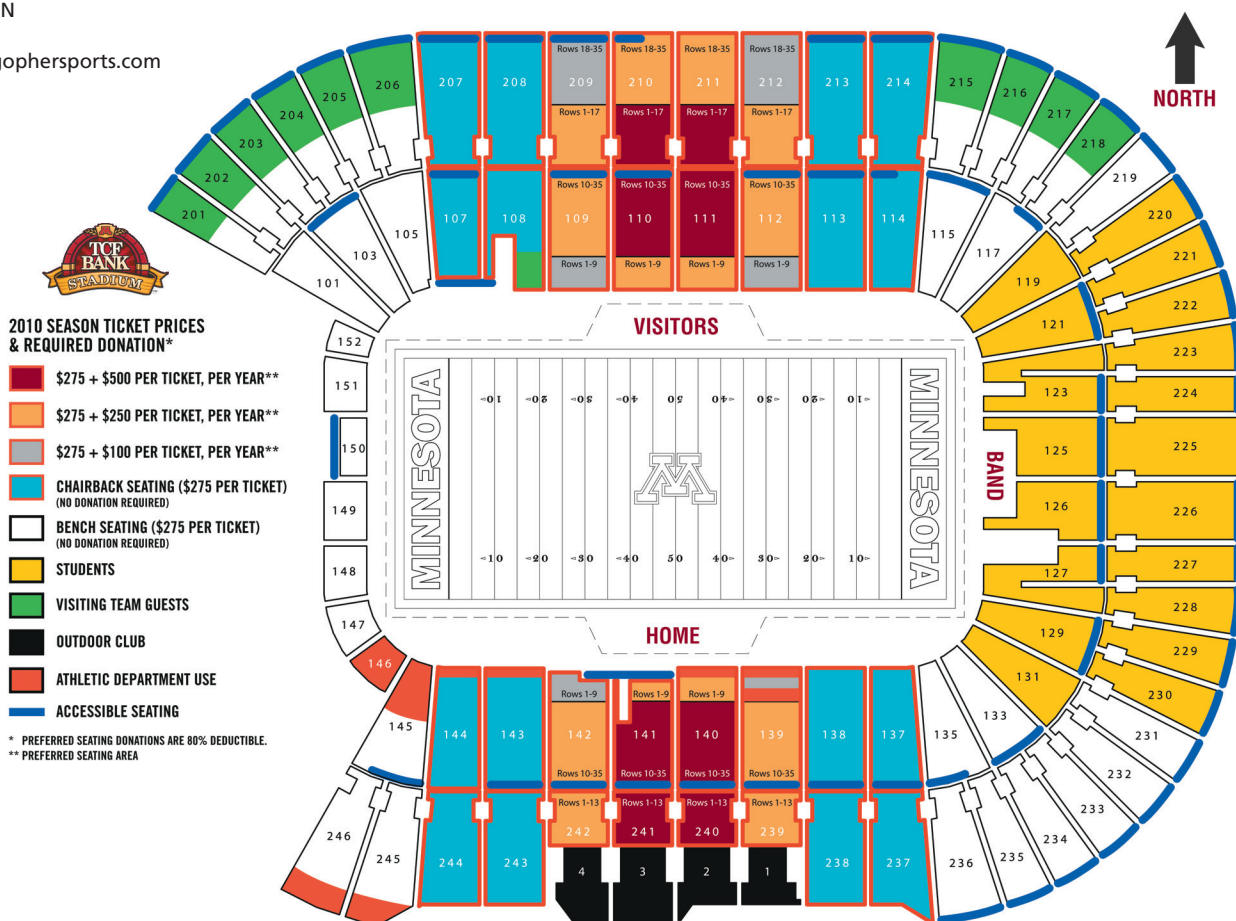 N
gophersports.com
NORTH
TCF
BANK
STADIUM
2010 SEASON TICKET PRICES
& REQUIRED DONATION*
$275 + $500 PER TICKET, PER YEAR**
$275 + $250 PER TICKET, PER YEAR**
$275 + $100 PER TICKET, PER YEAR**
CHAIRBACK SEATING ($275 PER TICKET)
(NO DONATION REQUIRED)
BENCH SEATING ($275 PER TICKET)
(NO DONATION REQUIRED)
STUDENTS
VISITING TEAM GUESTS
OUTDOOR CLUB
ATHLETIC DEPARTMENT USE
ACCESSIBLE SEATING
* PREFERRED SEATING DONATIONS ARE 80% DEDUCTIBLE.
** PREFERRED SEATING AREA
201
202
203
204
205
206
207
208
Rows 18-35
209
Rows 1-17
Rows 18-35
210
Rows 1-17
Rows 18-35
211
Rows 1-17
Rows 18-35
212
Rows 1-17
213
214
215
216
217
218
219
220
221
222
223
224
225
226
227
228
229
230
231
232
233
234
235
236
101
103
105
107
108
Rows 10-35
109
Rows 1-9
Rows 10-35
110
Rows 1-9
Rows 10-35
111
Rows 1-9
Rows 10-35
112
Rows 1-9
113
114
115
117
119
121
123
125
126
127
129
131
133
135
BAND
VISITORS
MINNESOTA
10 20 30 40 50 40 30 20 10
M
10 20 30 40 50 40 30 20 10
MINNESOTA
HOME
152
151
150
149
148
147
146
145
144
143
Rows 1-9
142
Rows 10-35
Rows 1-9
141
Rows 10-35
Rows 1-9
140
Rows 10-35
139
Rows 10-35
138
137
246
245
244
243
Rows 1-13
242
Rows 1-13
241
Rows 1-13
240
Rows 1-13
239
238
237
4
3
2
1